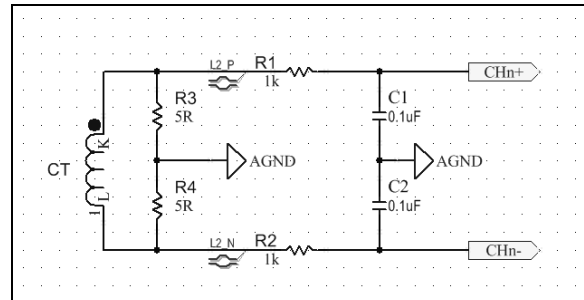 L2_P
R1
1k
CHn+
R3
5R
C1
0.1uF
K
CT
AGND
AGND
R4
5R
C2
0.1uF
1
L
L2_N
R2
1k
CHn-